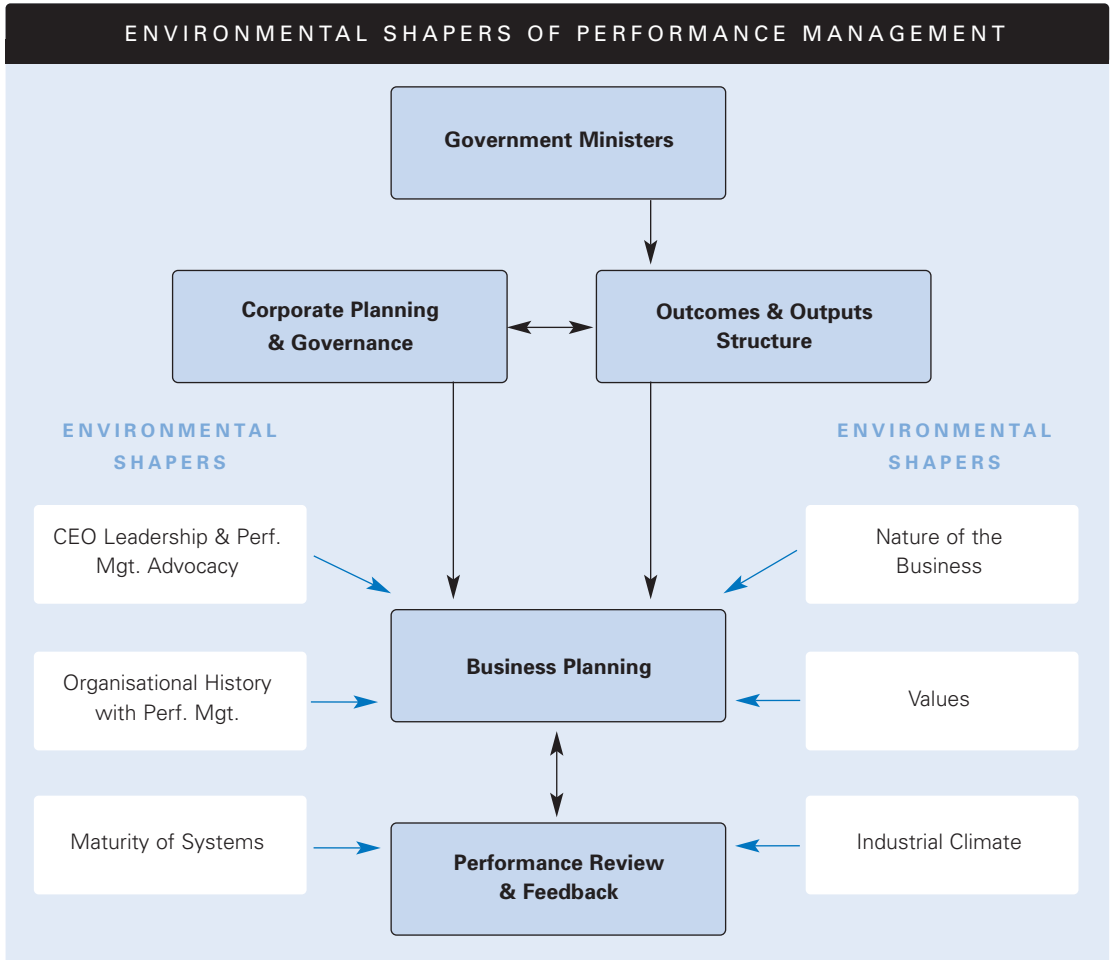 ENVIRONMENTAL SHAPERS OF PERFORMANCE MANAGEMENT
Government Ministers
Corporate Planning
& Governance
Outcomes & Outputs
Structure
ENVIRONMENTAL
SHAPERS
ENVIRONMENTAL
SHAPERS
CEO Leadership & Perf.
Mgt. Advocacy
Nature of the
Business
Business Planning
Organisational History
with Perf. Mgt.
Values
Maturity of Systems
Performance Review
& Feedback
Industrial Climate